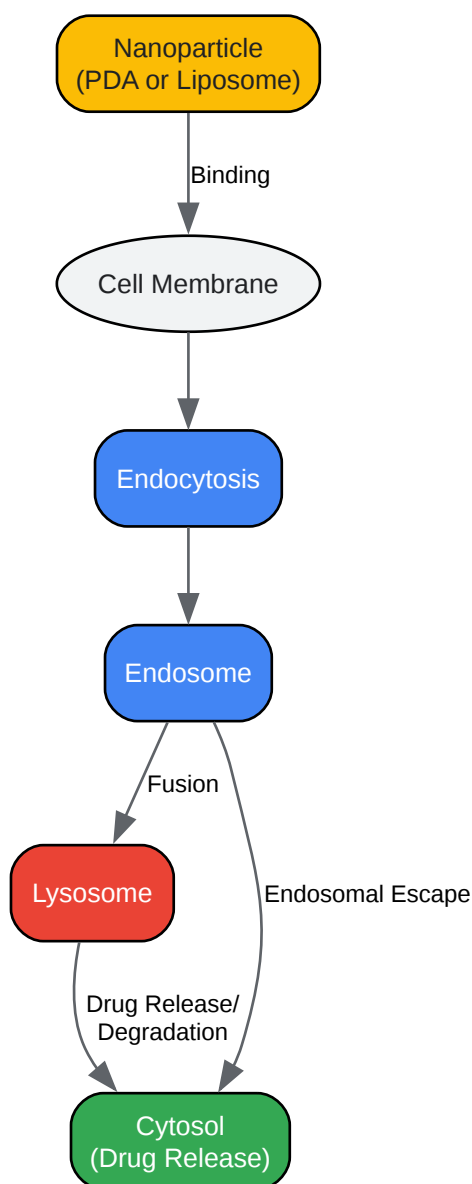 Nanoparticle
(PDA or Liposome)
Binding
Cell Membrane
Endocytosis
Endosome
Fusion
Lysosome
Endosomal Escape
Drug Release/
Degradation
Cytosol
(Drug Release)